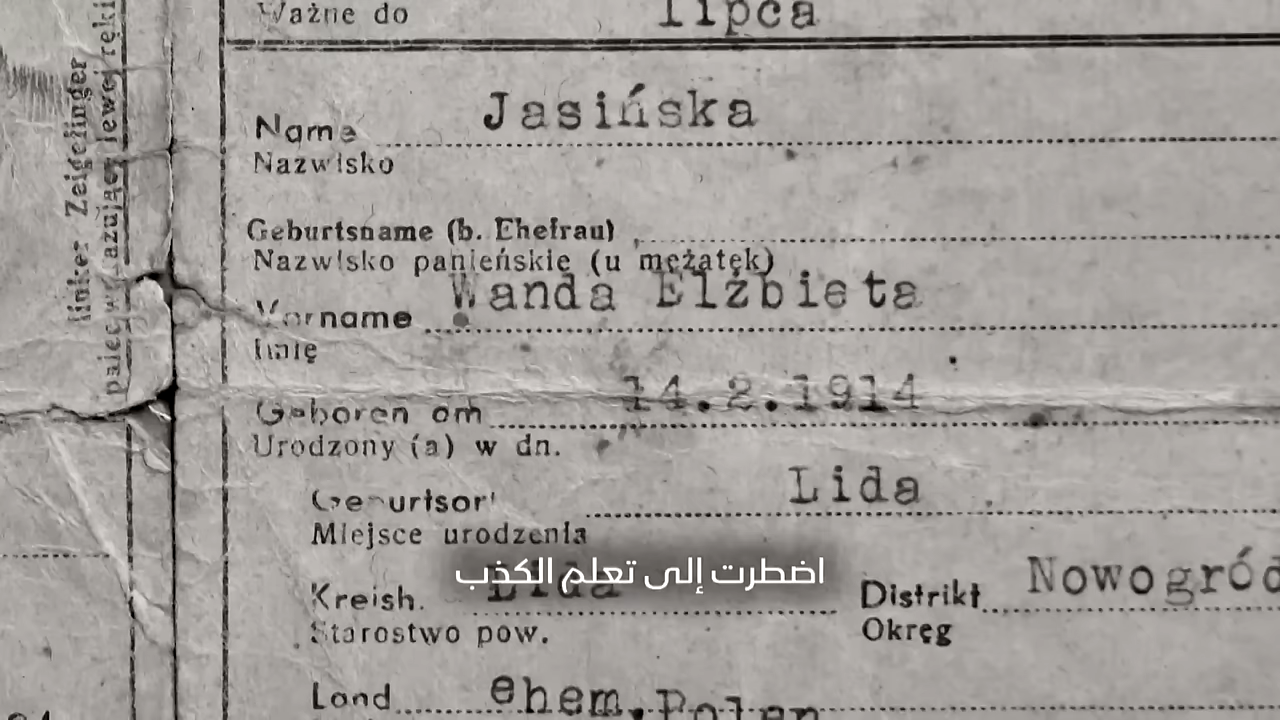 Ważne do lipca
Jasińska
Name
Nazwisko
Geburtsname (b. Ehefrau)
Nazwisko panieńskie (u mężatęk)
Wanda Elżbieta
Vorname
Imię
14.2.1914
Geboren am
Urodzony (a) w dn.
Lida
Geburtsort
Miejsce urodzenia
اضطرت إلى تعلم الكذب
Kreish. Lida Distrikt Nowogród
Starostwo pow. Okręg
Land ehem. Polen
linker Zeigefinger
palec wskazujący lewej ręki